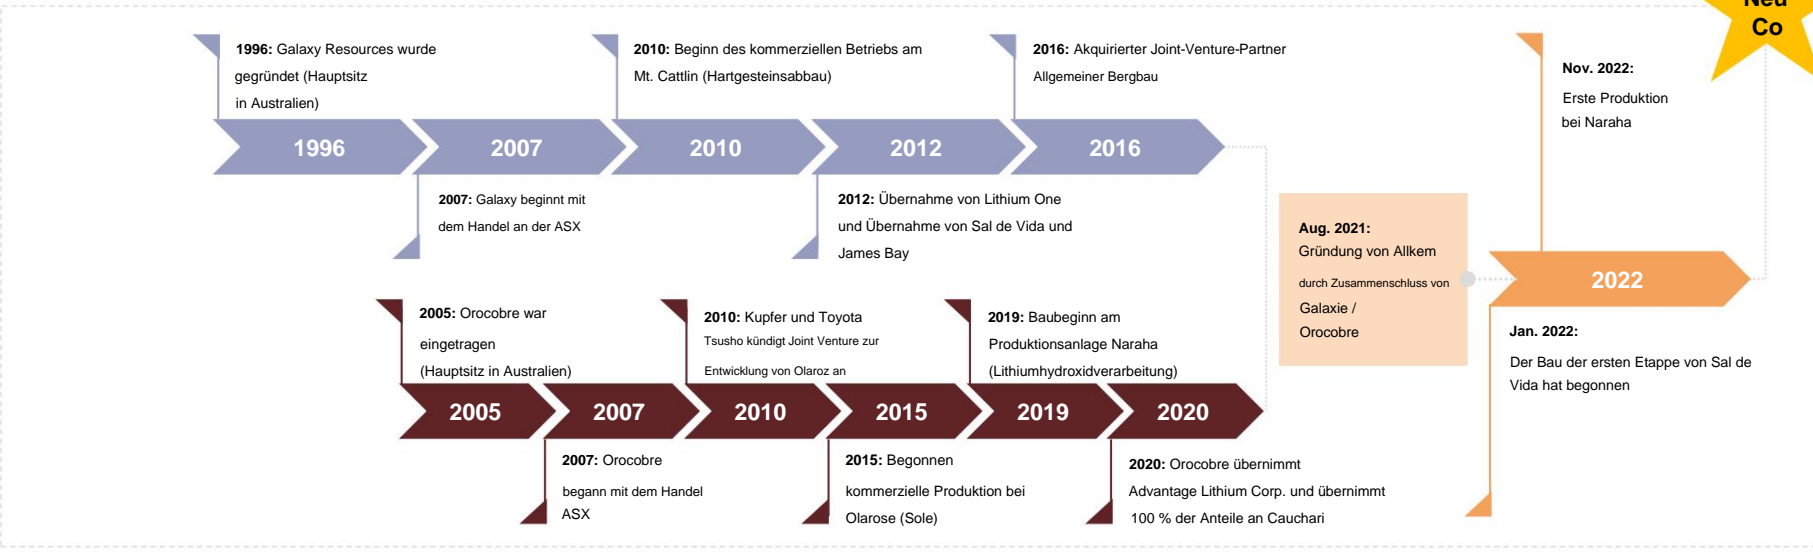 Neu
Co
1996: Galaxy Resources wurde
gegründet (Hauptsitz
in Australien)
2010: Beginn des kommerziellen Betriebs am
Mt. Cattlin (Hartgesteinsabbau)
2016: Akquirierter Joint-Venture-Partner
Allgemeiner Bergbau
1996
2007
2010
2012
2016
2007: Galaxy beginnt mit
dem Handel an der ASX
2012: Übernahme von Lithium One
und Übernahme von Sal de Vida und
James Bay
2005: Orocobre war
eingetragen
(Hauptsitz in Australien)
2010: Kupfer und Toyota
Tsusho kündigt Joint Venture zur
Entwicklung von Olaroz an
2019: Baubeginn am
Produktionsanlage Naraha
(Lithiumhydroxidverarbeitung)
2005
2007
2010
2015
2019
2020
2007: Orocobre
begann mit dem Handel
ASX
2015: Begonnen
kommerzielle Produktion bei
Olarose (Sole)
2020: Orocobre übernimmt
Advantage Lithium Corp. und übernimmt
100 % der Anteile an Cauchari
Aug. 2021:
Gründung von Allkem
durch Zusammenschluss von
Galaxie /
Orocobre
Nov. 2022:
Erste Produktion
bei Naraha
2022
Jan. 2022:
Der Bau der ersten Etappe von Sal de
Vida hat begonnen